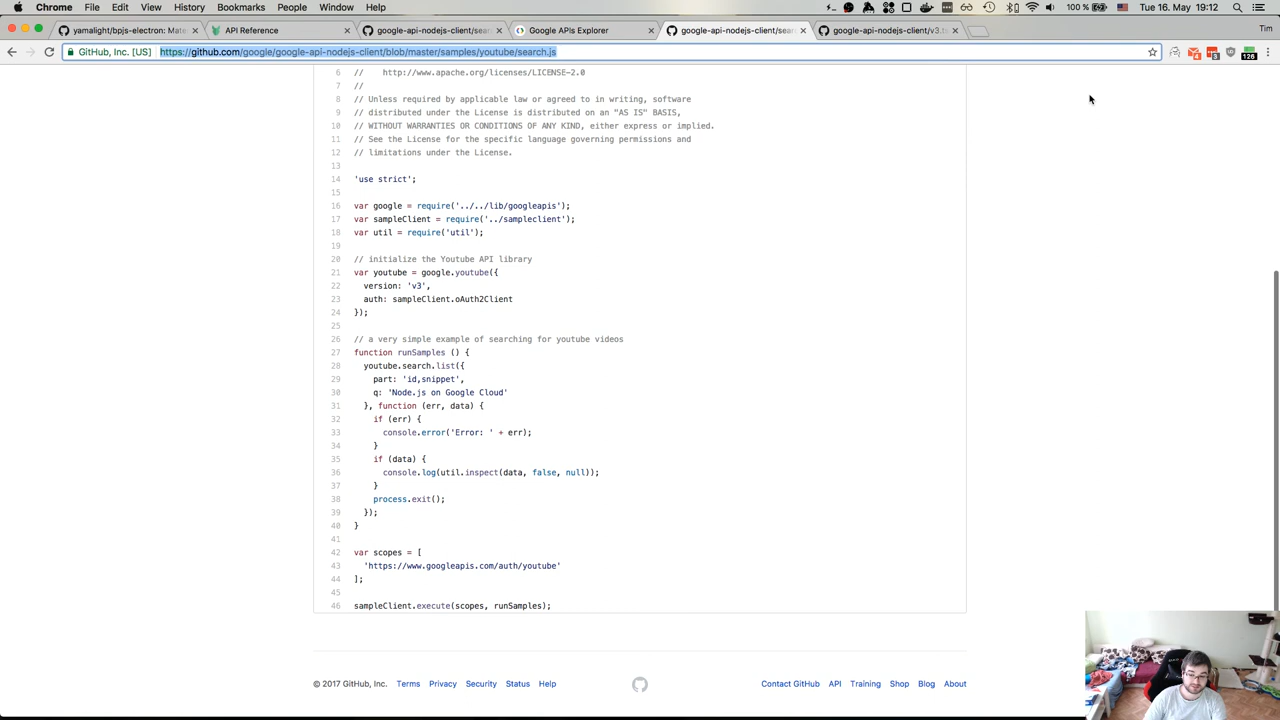 Chrome File Edit View History Bookmarks People Window Help 100 % Tue 16. May 19:12
yamalight/bpjs-electron: Mate
API Reference
google-api-nodejs-client/sear
Google APIs Explorer
google-api-nodejs-client/sear
google-api-nodejs-client/v3.ts
Tim
GitHub, Inc. [US] https://github.com/google/google-api-nodejs-client/blob/master/samples/youtube/search.js 4 3 126
6 // http://www.apache.org/licenses/LICENSE-2.0
7 //
8 // Unless required by applicable law or agreed to in writing, software
9 // distributed under the License is distributed on an "AS IS" BASIS,
10 // WITHOUT WARRANTIES OR CONDITIONS OF ANY KIND, either express or implied.
11 // See the License for the specific language governing permissions and
12 // limitations under the License.
13
14 'use strict';
15
16 var google = require('../../lib/googleapis');
17 var sampleClient = require('../sampleclient');
18 var util = require('util');
19
20 // initialize the Youtube API library
21 var youtube = google.youtube({
22 version: 'v3',
23 auth: sampleClient.oAuth2Client
24 });
25
26 // a very simple example of searching for youtube videos
27 function runSamples () {
28 youtube.search.list({
29 part: 'id,snippet',
30 q: 'Node.js on Google Cloud'
31 }, function (err, data) {
32 if (err) {
33 console.error('Error: ' + err);
34 }
35 if (data) {
36 console.log(util.inspect(data, false, null));
37 }
38 process.exit();
39 });
40 }
41
42 var scopes = [
43 'https://www.googleapis.com/auth/youtube'
44 ];
45
46 sampleClient.execute(scopes, runSamples);
© 2017 GitHub, Inc. Terms Privacy Security Status Help Contact GitHub API Training Shop Blog About